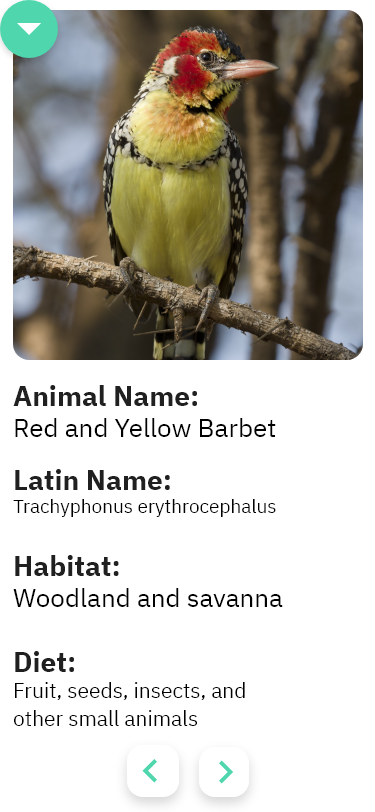 Animal Name:
Red and Yellow Barbet
Latin Name:
Trachyphonus erythrocephalus
Habitat:
Woodland and savanna
Diet:
Fruit, seeds, insects, and
other small animals